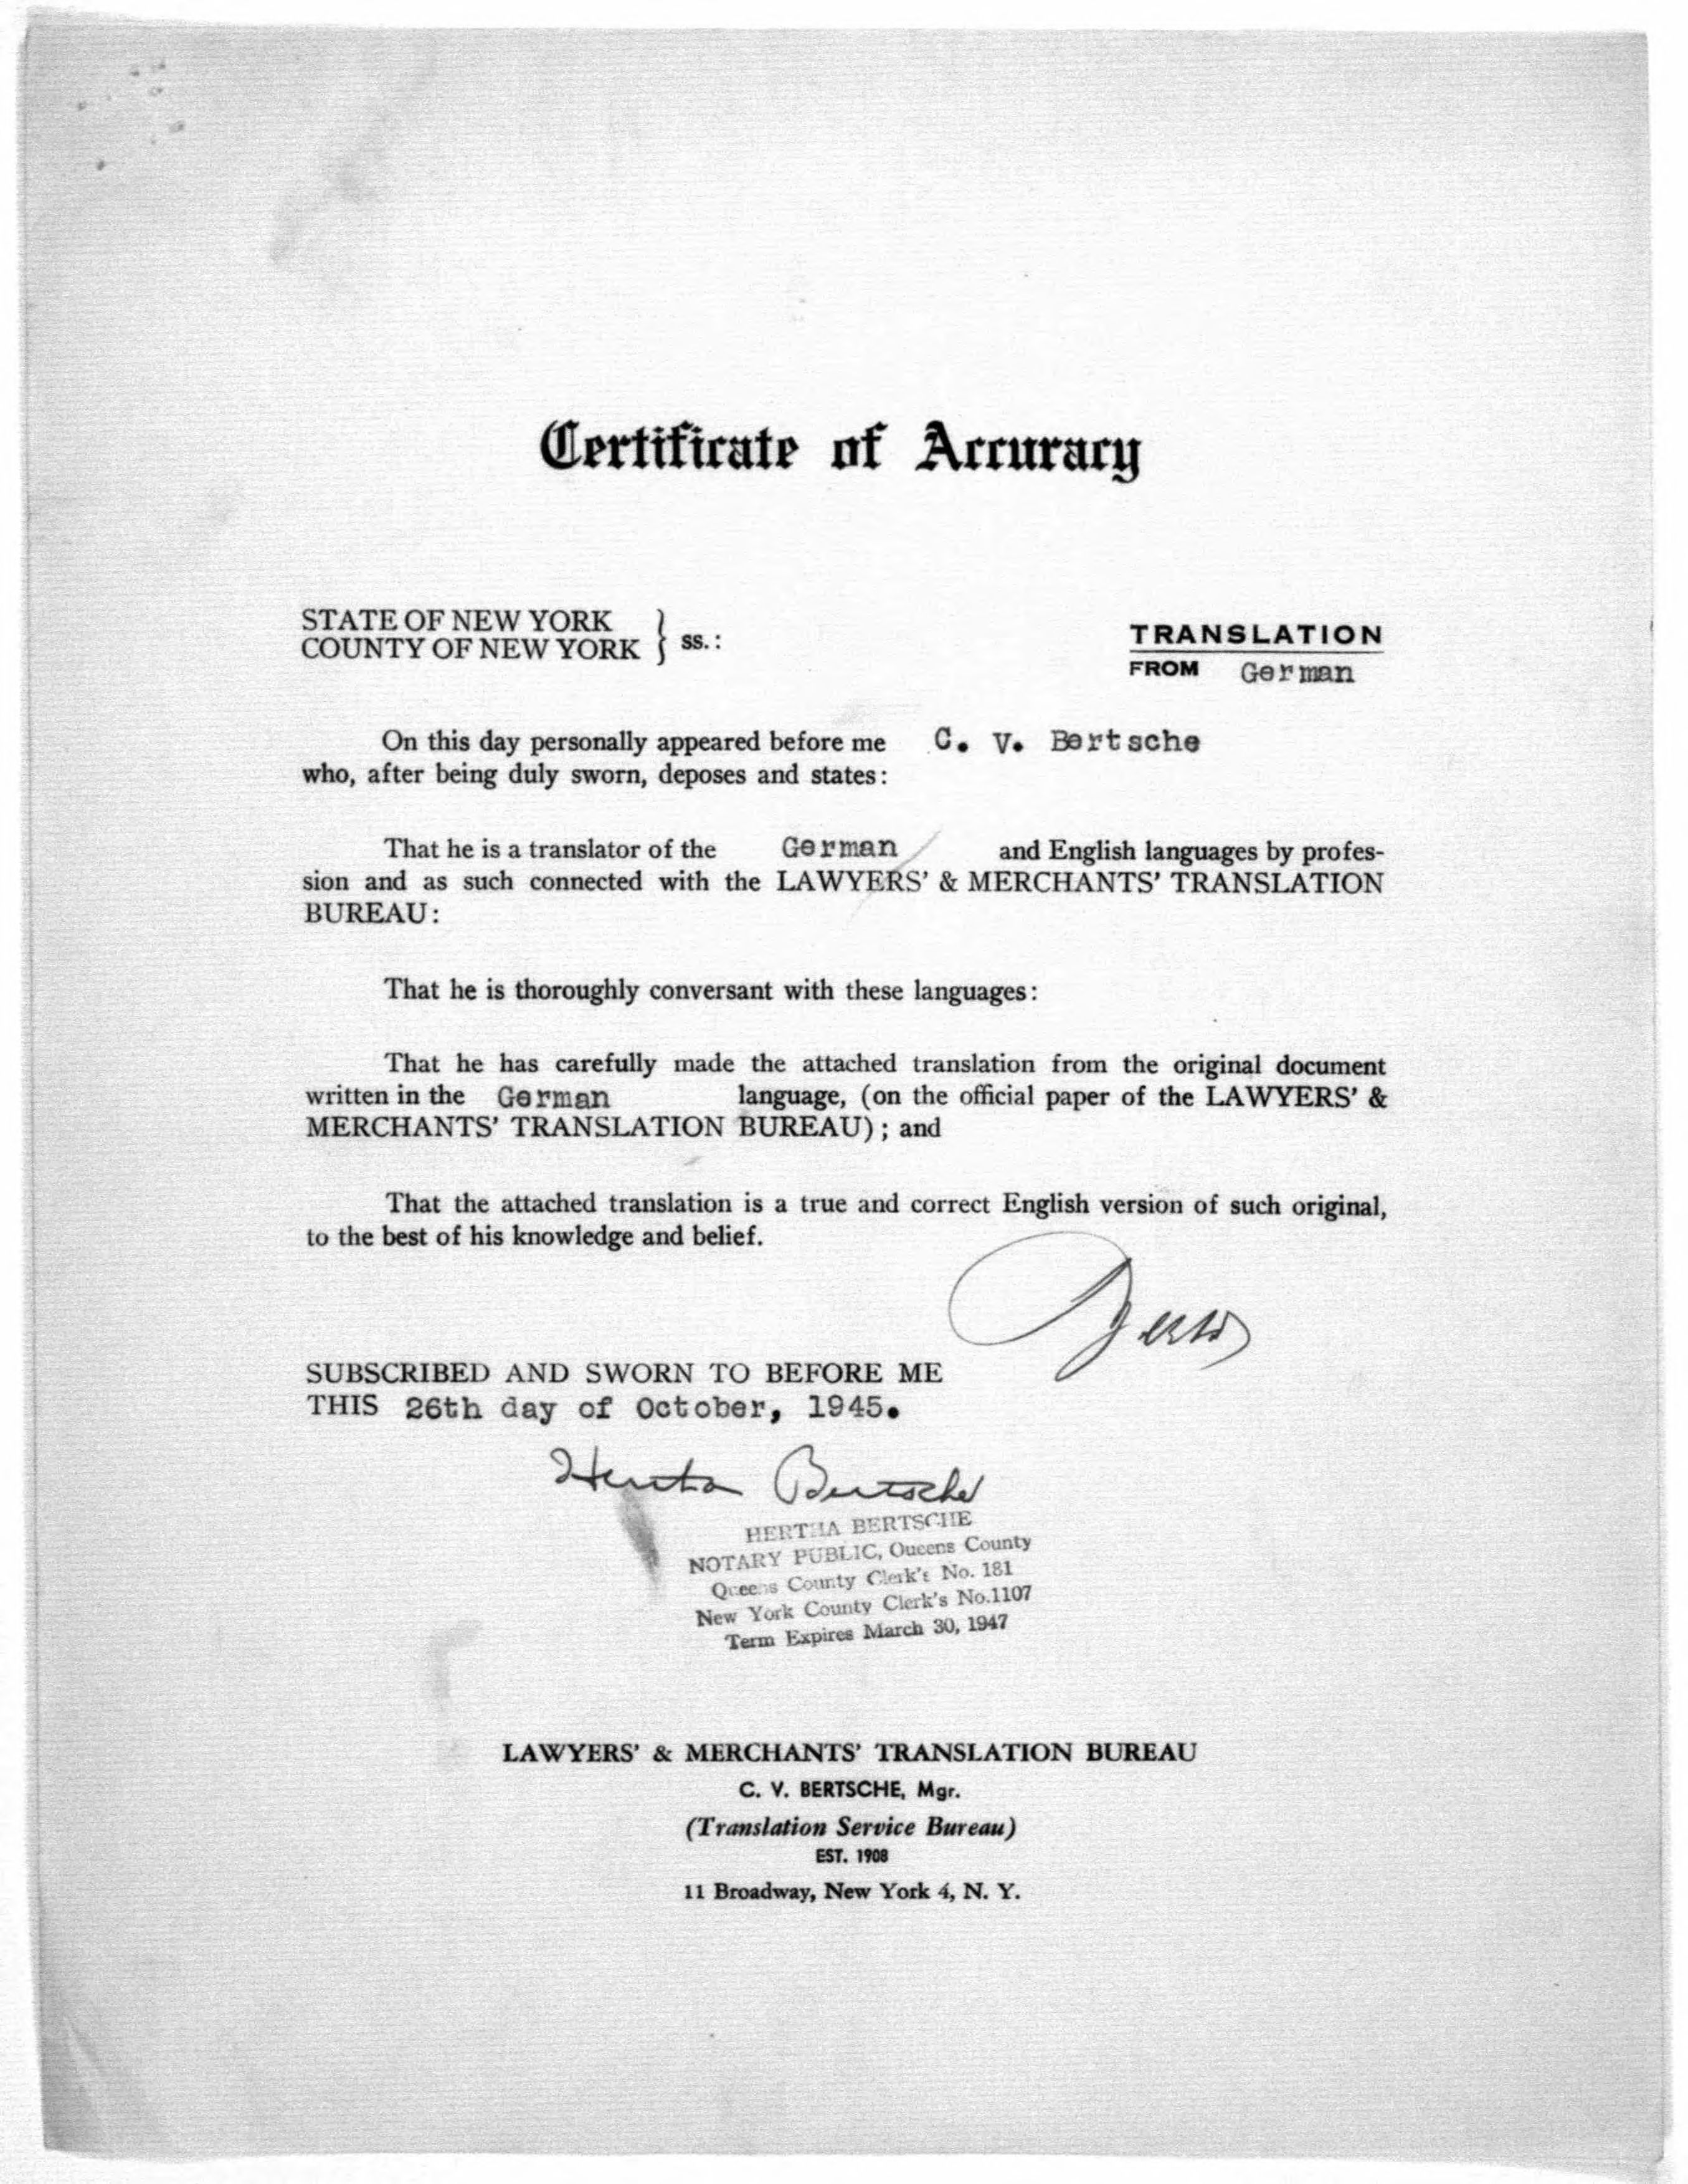 Certificate of Accuracy
STATE OF NEW YORK
COUNTY OF NEW YORK } ss.:
TRANSLATION
FROM German
On this day personally appeared before me C. V. Bertsche
who, after being duly sworn, deposes and states:
That he is a translator of the German and English languages by profes-
sion and as such connected with the LAWYERS' & MERCHANTS' TRANSLATION
BUREAU:
That he is thoroughly conversant with these languages:
That he has carefully made the attached translation from the original document
written in the German language, (on the official paper of the LAWYERS' &
MERCHANTS' TRANSLATION BUREAU); and
That the attached translation is a true and correct English version of such original,
to the best of his knowledge and belief.
SUBSCRIBED AND SWORN TO BEFORE ME
THIS 26th day of October, 1945.
Hertha Bertsche
HERTHA BERTSCHE
NOTARY PUBLIC, Queens County
Queens County Clerk's No. 181
New York County Clerk's No.1107
Term Expires March 30, 1947
LAWYERS' & MERCHANTS' TRANSLATION BUREAU
C. V. BERTSCHE, Mgr.
(Translation Service Bureau)
EST. 1908
11 Broadway, New York 4, N. Y.